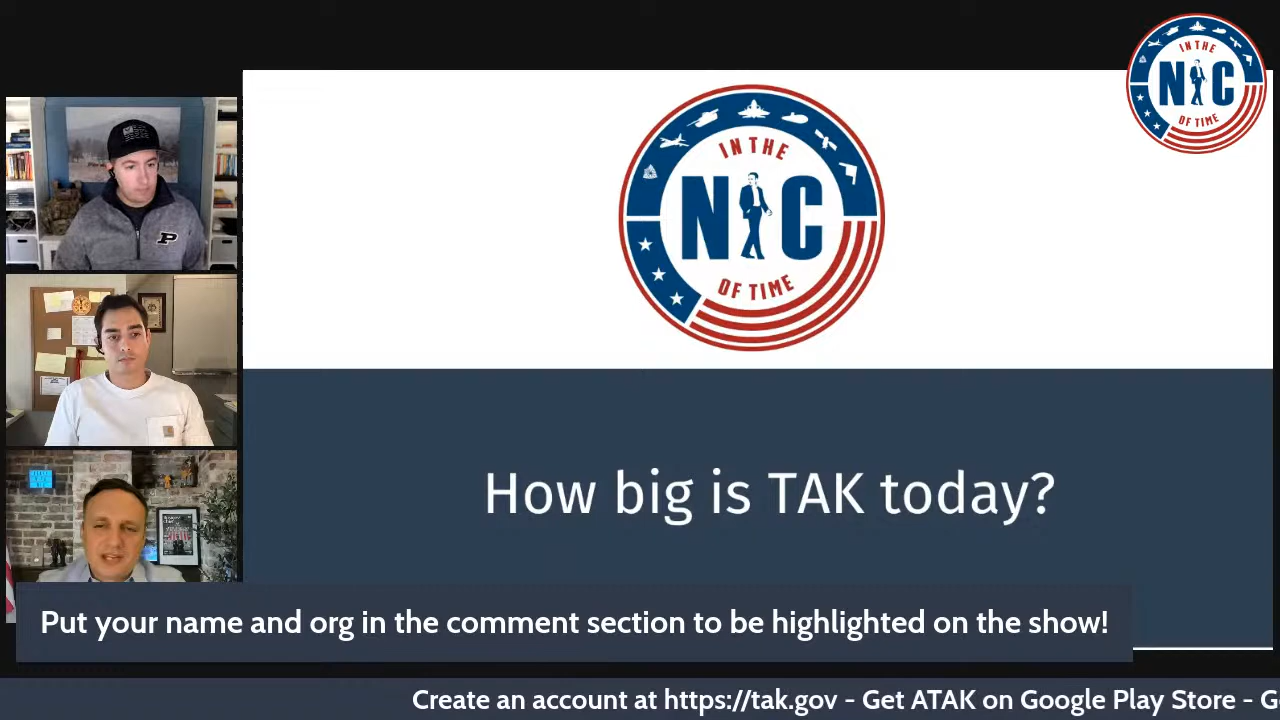 IN THE
NIC
OF TIME
IN THE
NIC
OF TIME
P
How big is TAK today?
Put your name and org in the comment section to be highlighted on the show!
Create an account at https://tak.gov - Get ATAK on Google Play Store - G